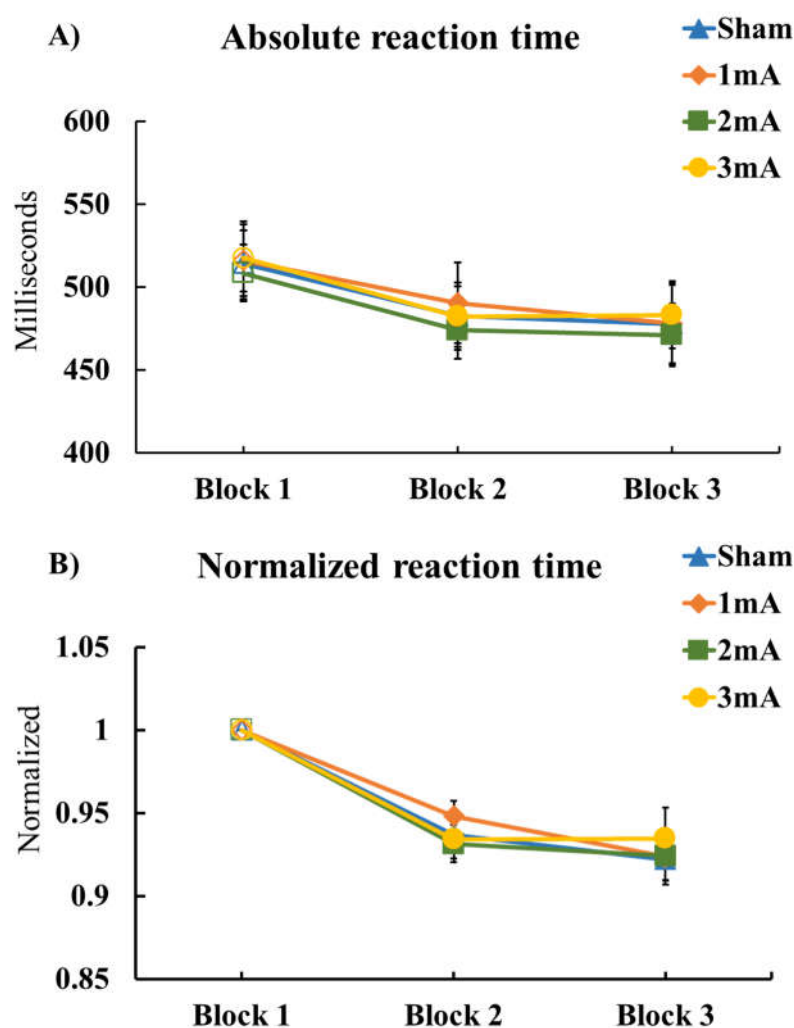 A)
Absolute reaction time
Sham
1mA
2mA
3mA
600
550
500
450
400
Milliseconds
Block 1
Block 2
Block 3
B)
Normalized reaction time
Sham
1mA
2mA
3mA
1.05
1
0.95
0.9
0.85
Normalized
Block 1
Block 2
Block 3